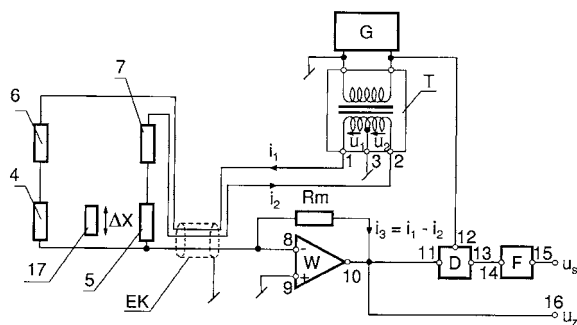 G
7
6
T
u₁ u₂
i₁
1 3 2
i₂
Rm
4
ΔX
i₃ = i₁ - i₂
12
8
11 13 15
W
D
F
uₛ
17
5
9
10
14
16
EK
u_z